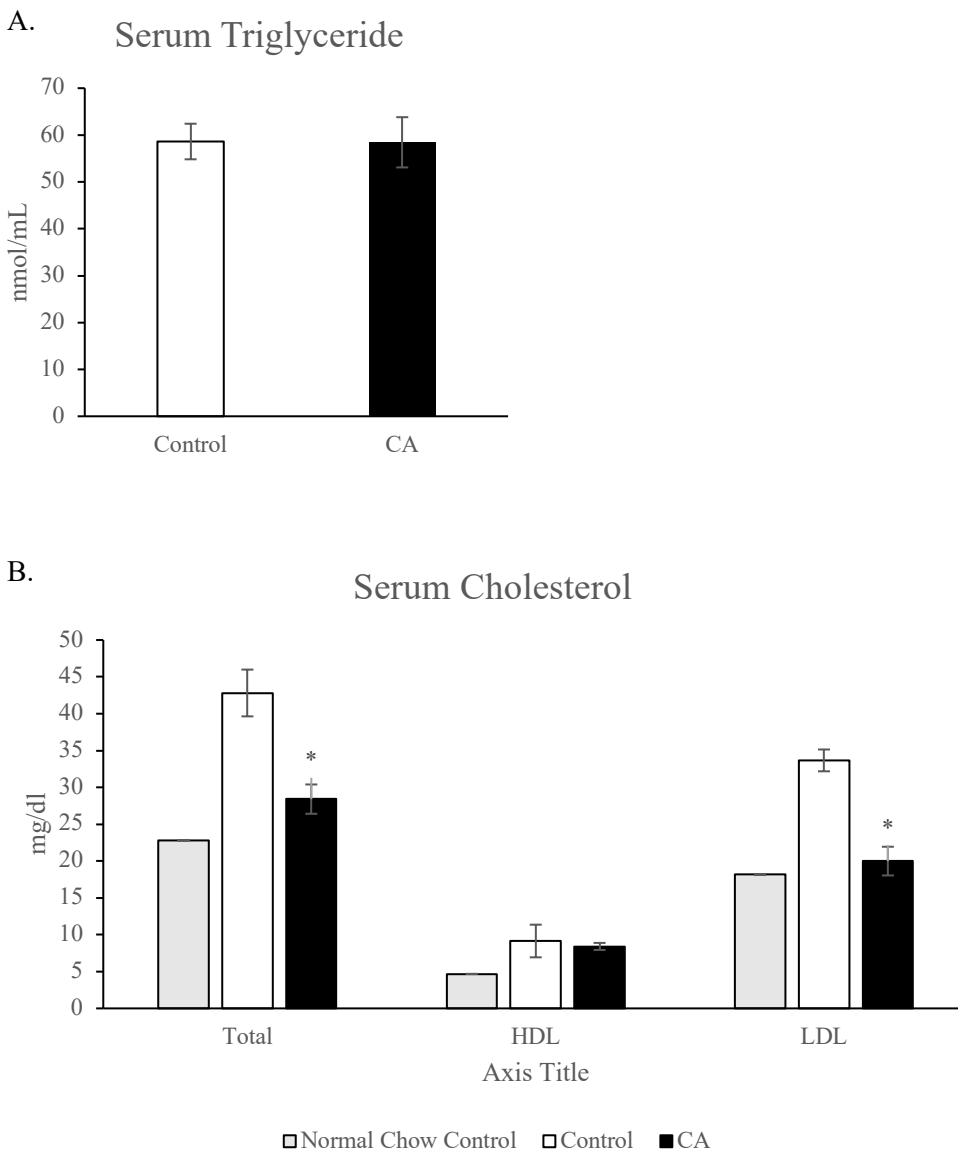 A.
Serum Triglyceride
70
60
50
40
30
20
10
0
nmol/mL
Control CA
B.
Serum Cholesterol
50
45
40
35
30
25
20
15
10
5
0
mg/dl
*
*
Total HDL LDL
Axis Title
Normal Chow Control Control CA